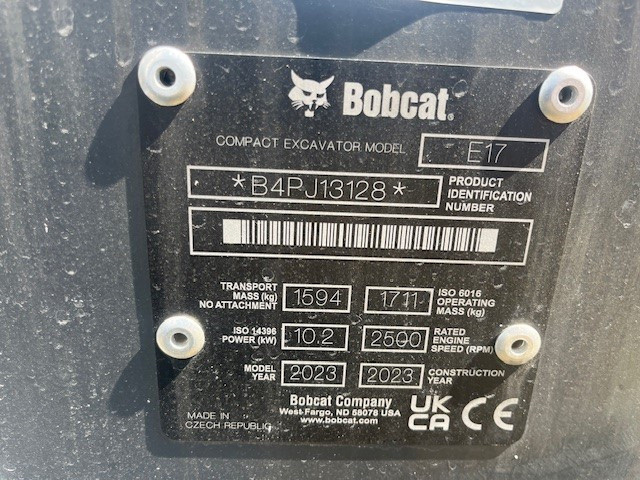 Bobcat®
COMPACT EXCAVATOR MODEL E17
*B4PJ13128* PRODUCT IDENTIFICATION NUMBER
TRANSPORT MASS (kg) NO ATTACHMENT 1594 1711 ISO 6016 OPERATING MASS (kg)
ISO 14396 POWER (kW) 10.2 2500 RATED ENGINE SPEED (RPM)
MODEL YEAR 2023 2023 CONSTRUCTION YEAR
Bobcat Company
West Fargo, ND 58078 USA
www.bobcat.com
MADE IN
CZECH REPUBLIC
UK
CA CE